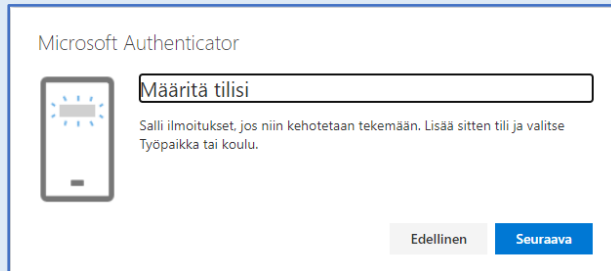 Microsoft Authenticator
Määritä tilisi
Salli ilmoitukset, jos niin kehotetaan tekemään. Lisää sitten tili ja valitse
Työpaikka tai koulu.
Edellinen
Seuraava